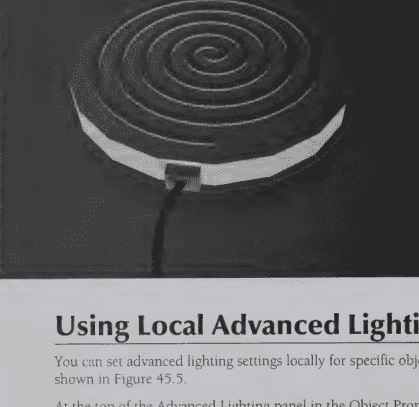 Using Local Advanced Lighti
You can set advanced lighting settings locally for specific obj
shown in Figure 45.5.
At the top of the Advanced Lighting panel in the Object Prop